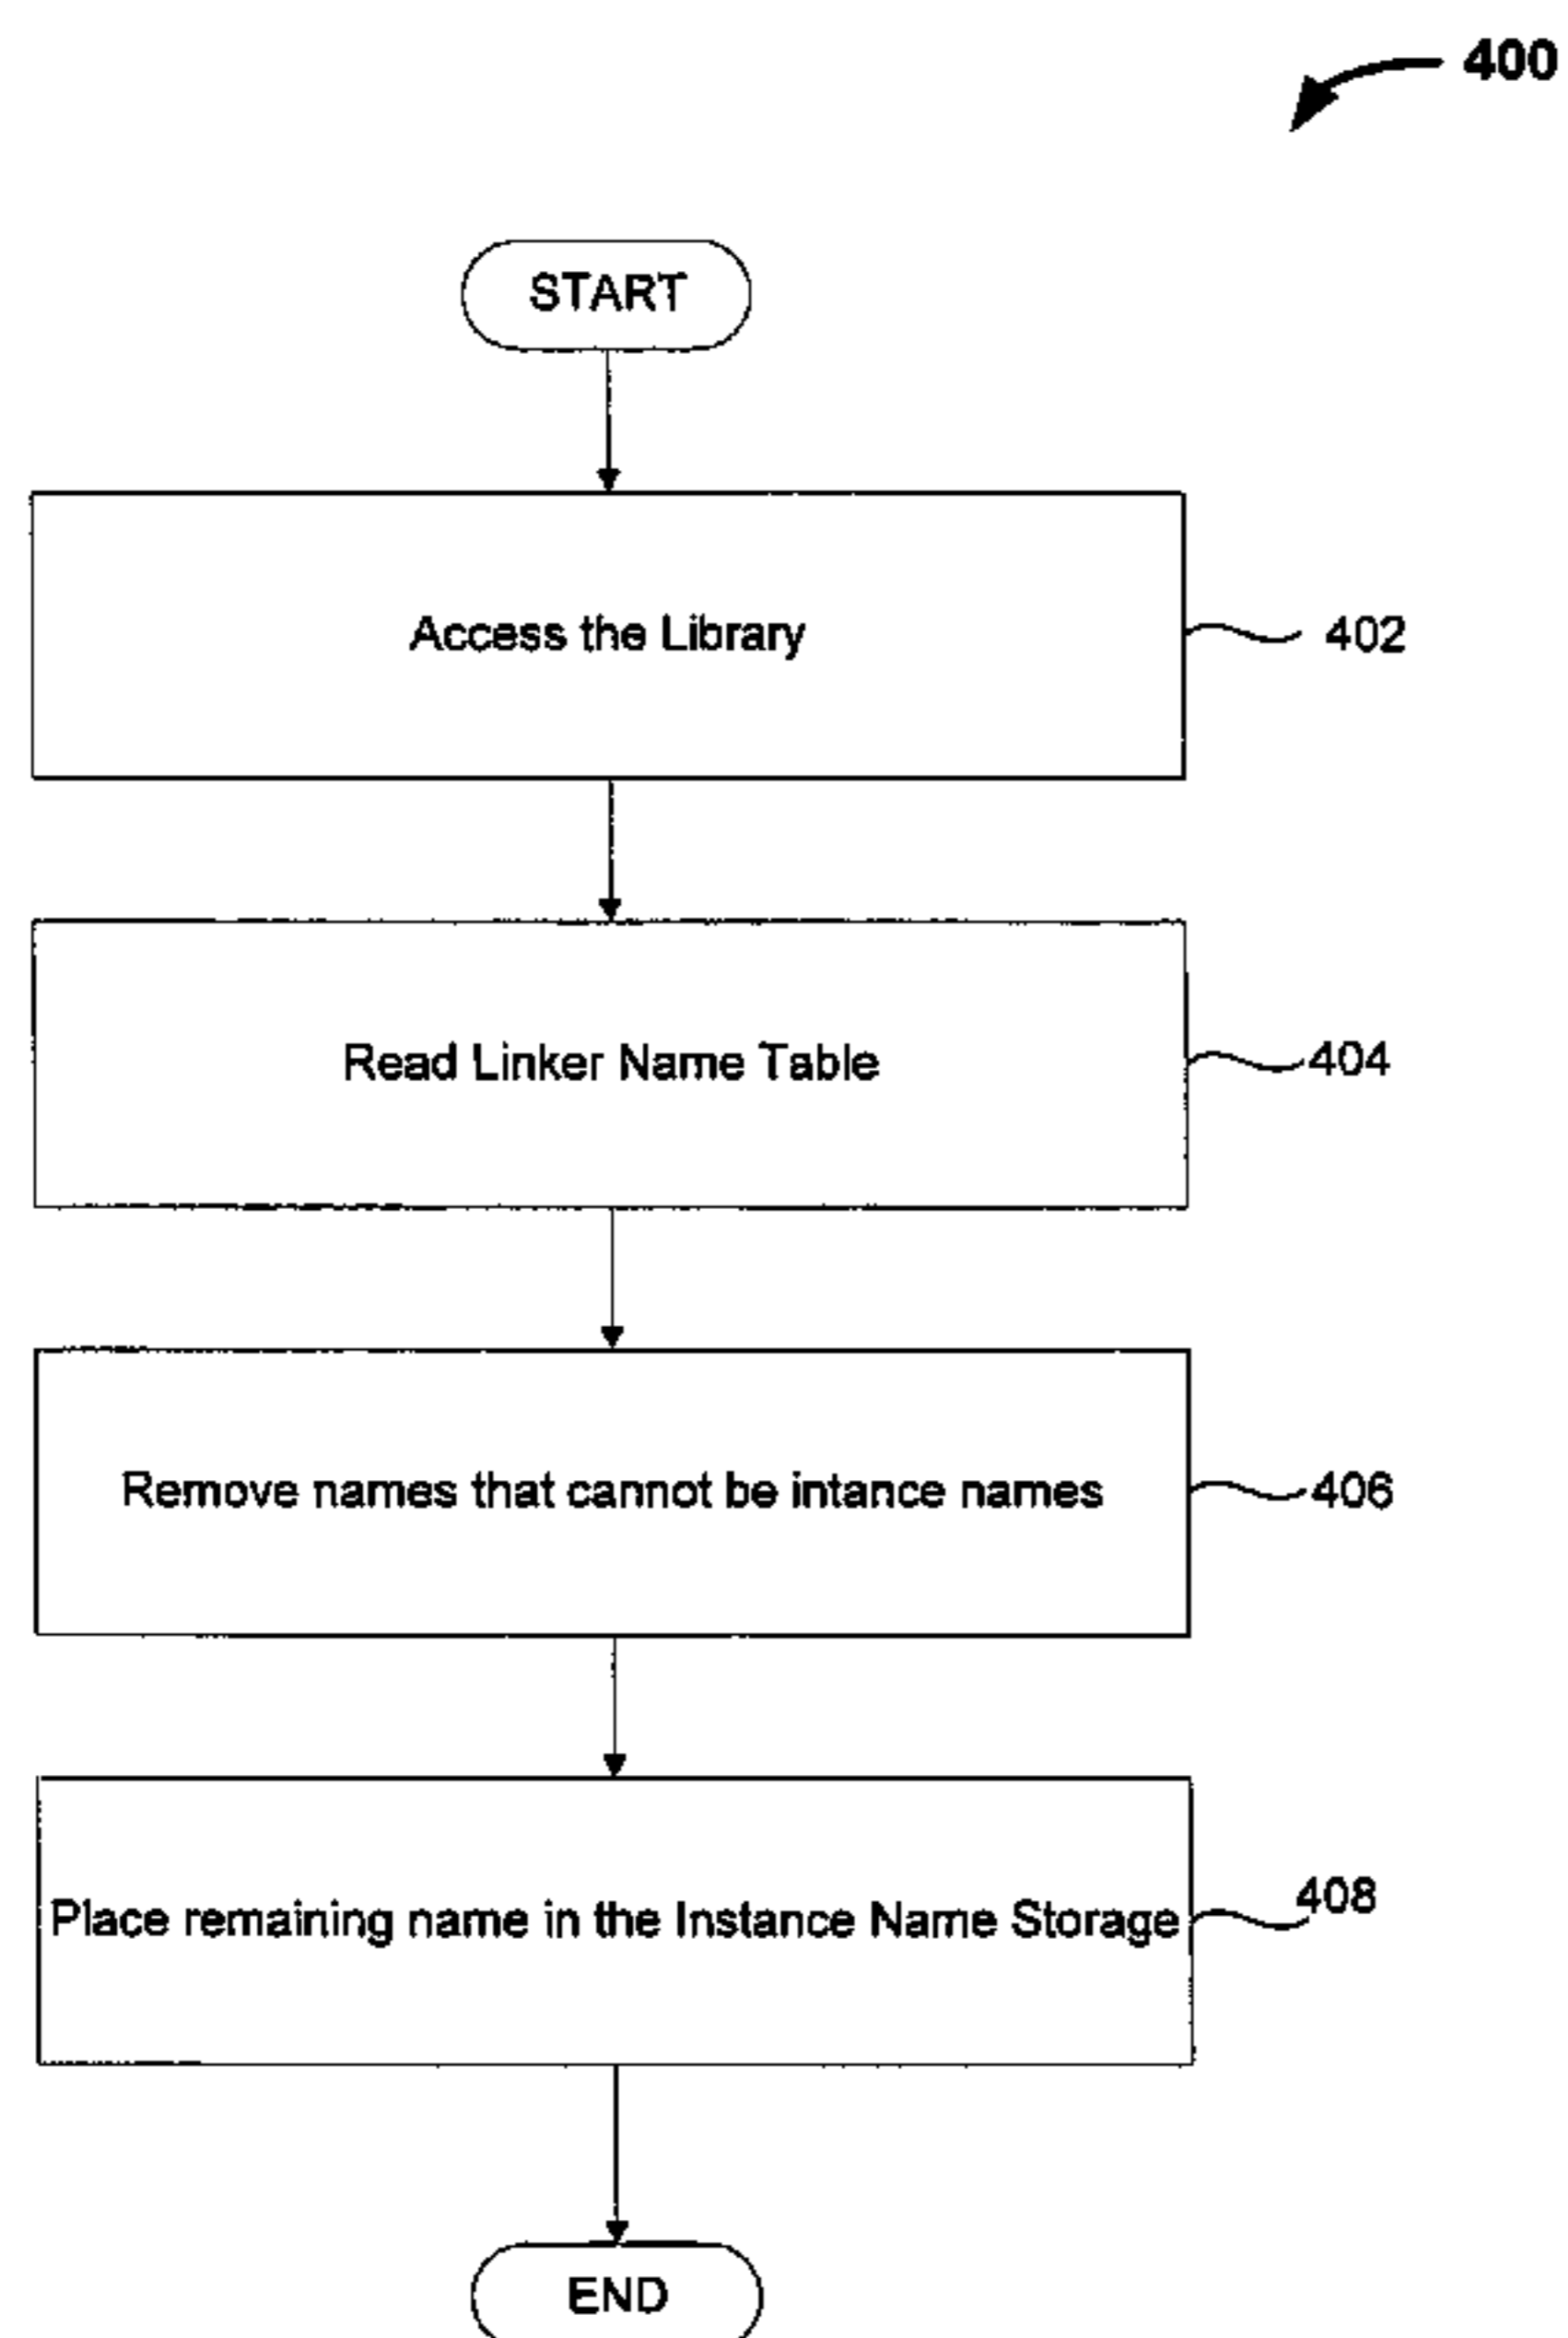 400
START
Access the Library
402
Read Linker Name Table
404
Remove names that cannot be intance names
406
Place remaining name in the Instance Name Storage
408
END